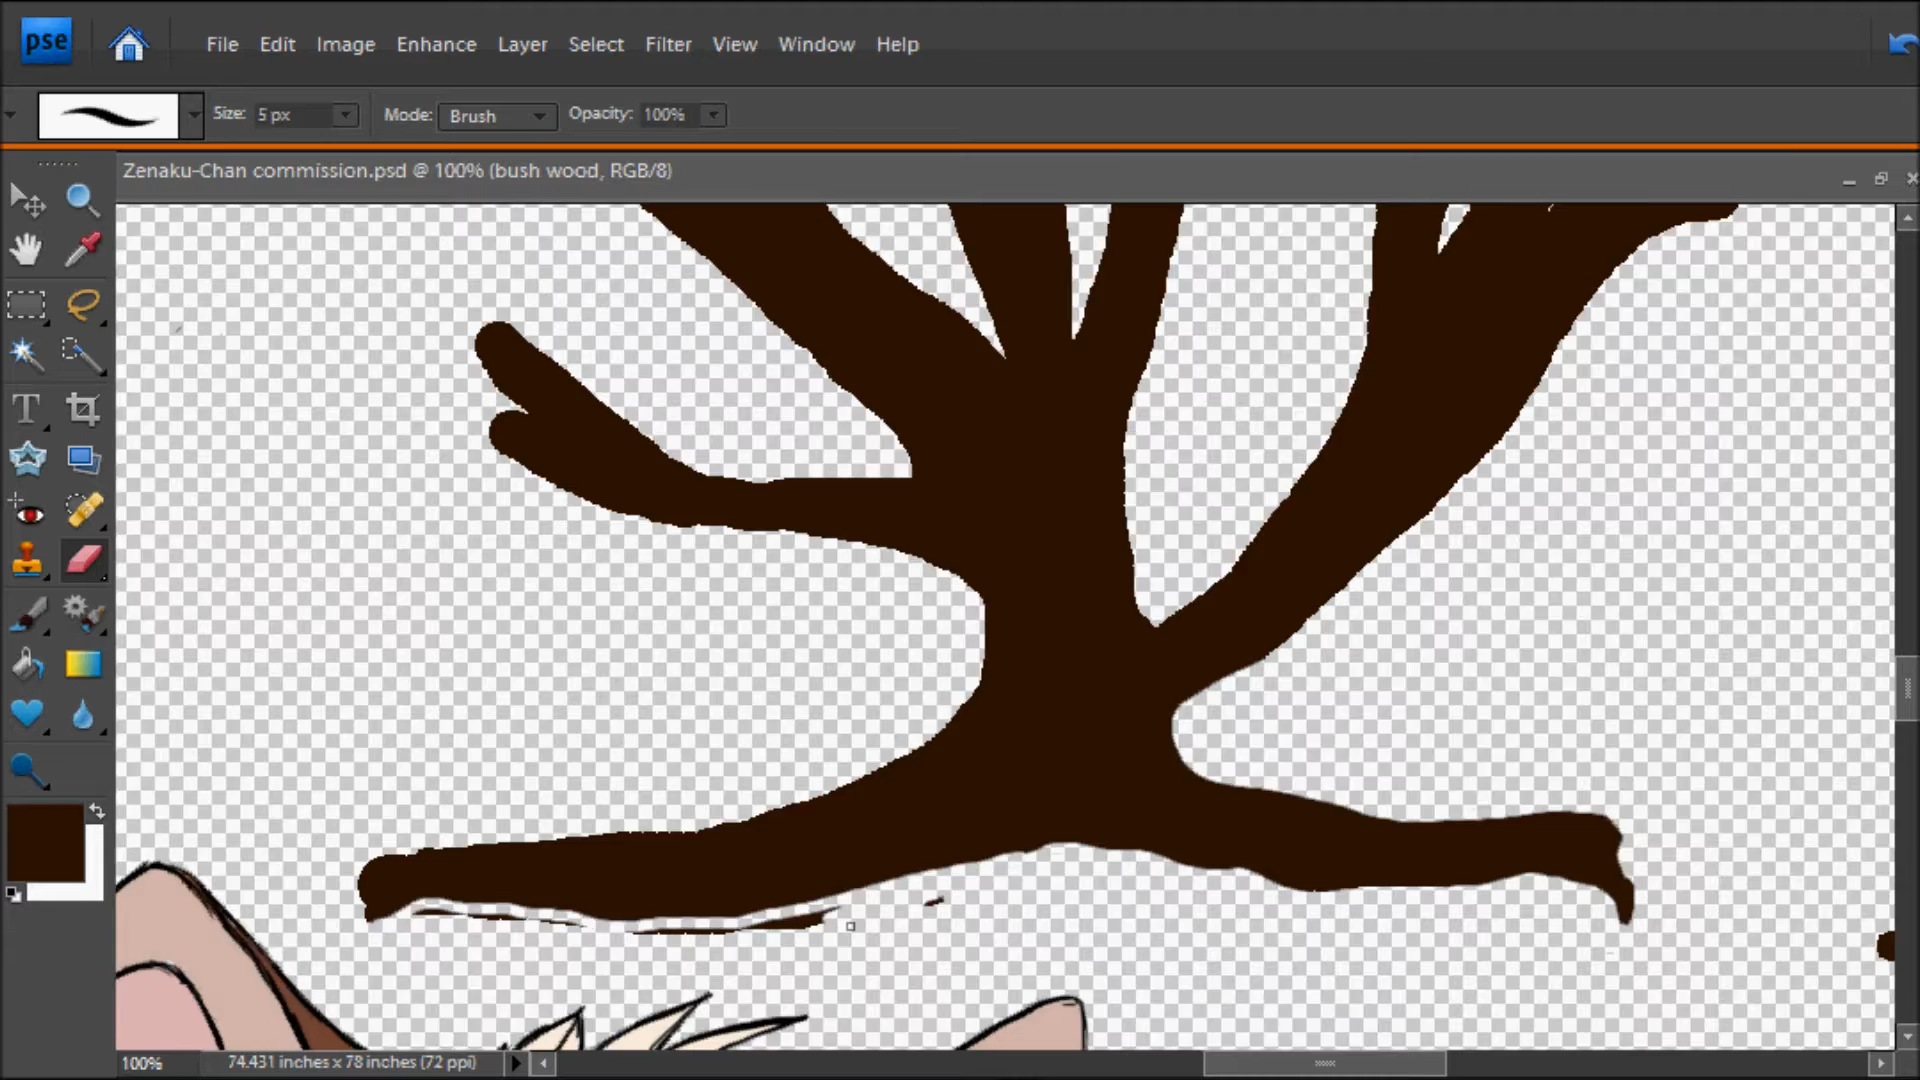 pse File Edit Image Enhance Layer Select Filter View Window Help
Size: 5 px Mode: Brush Opacity: 100%
Zenaku-Chan commission.psd @ 100% (bush wood, RGB/8)
T
100% 74.431 inches x 78 inches (72 ppi)